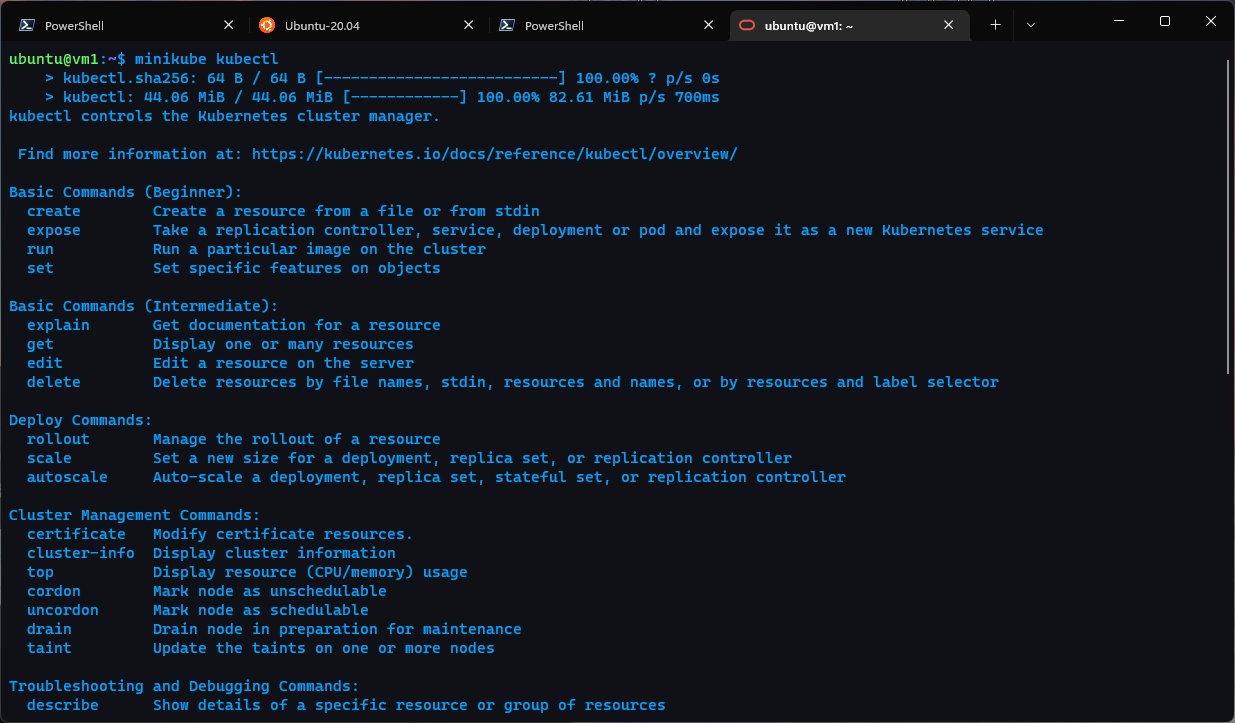 PowerShell
Ubuntu-20.04
PowerShell
ubuntu@vm1: ~
ubuntu@vm1:~$ minikube kubectl
    > kubectl.sha256: 64 B / 64 B [--------------------------] 100.00% ? p/s 0s
    > kubectl: 44.06 MiB / 44.06 MiB [------------] 100.00% 82.61 MiB p/s 700ms
kubectl controls the Kubernetes cluster manager.
 Find more information at: https://kubernetes.io/docs/reference/kubectl/overview/
Basic Commands (Beginner):
  create        Create a resource from a file or from stdin
  expose        Take a replication controller, service, deployment or pod and expose it as a new Kubernetes service
  run           Run a particular image on the cluster
  set           Set specific features on objects
Basic Commands (Intermediate):
  explain       Get documentation for a resource
  get           Display one or many resources
  edit          Edit a resource on the server
  delete        Delete resources by file names, stdin, resources and names, or by resources and label selector
Deploy Commands:
  rollout       Manage the rollout of a resource
  scale         Set a new size for a deployment, replica set, or replication controller
  autoscale     Auto-scale a deployment, replica set, stateful set, or replication controller
Cluster Management Commands:
  certificate   Modify certificate resources.
  cluster-info  Display cluster information
  top           Display resource (CPU/memory) usage
  cordon        Mark node as unschedulable
  uncordon      Mark node as schedulable
  drain         Drain node in preparation for maintenance
  taint         Update the taints on one or more nodes
Troubleshooting and Debugging Commands:
  describe      Show details of a specific resource or group of resources